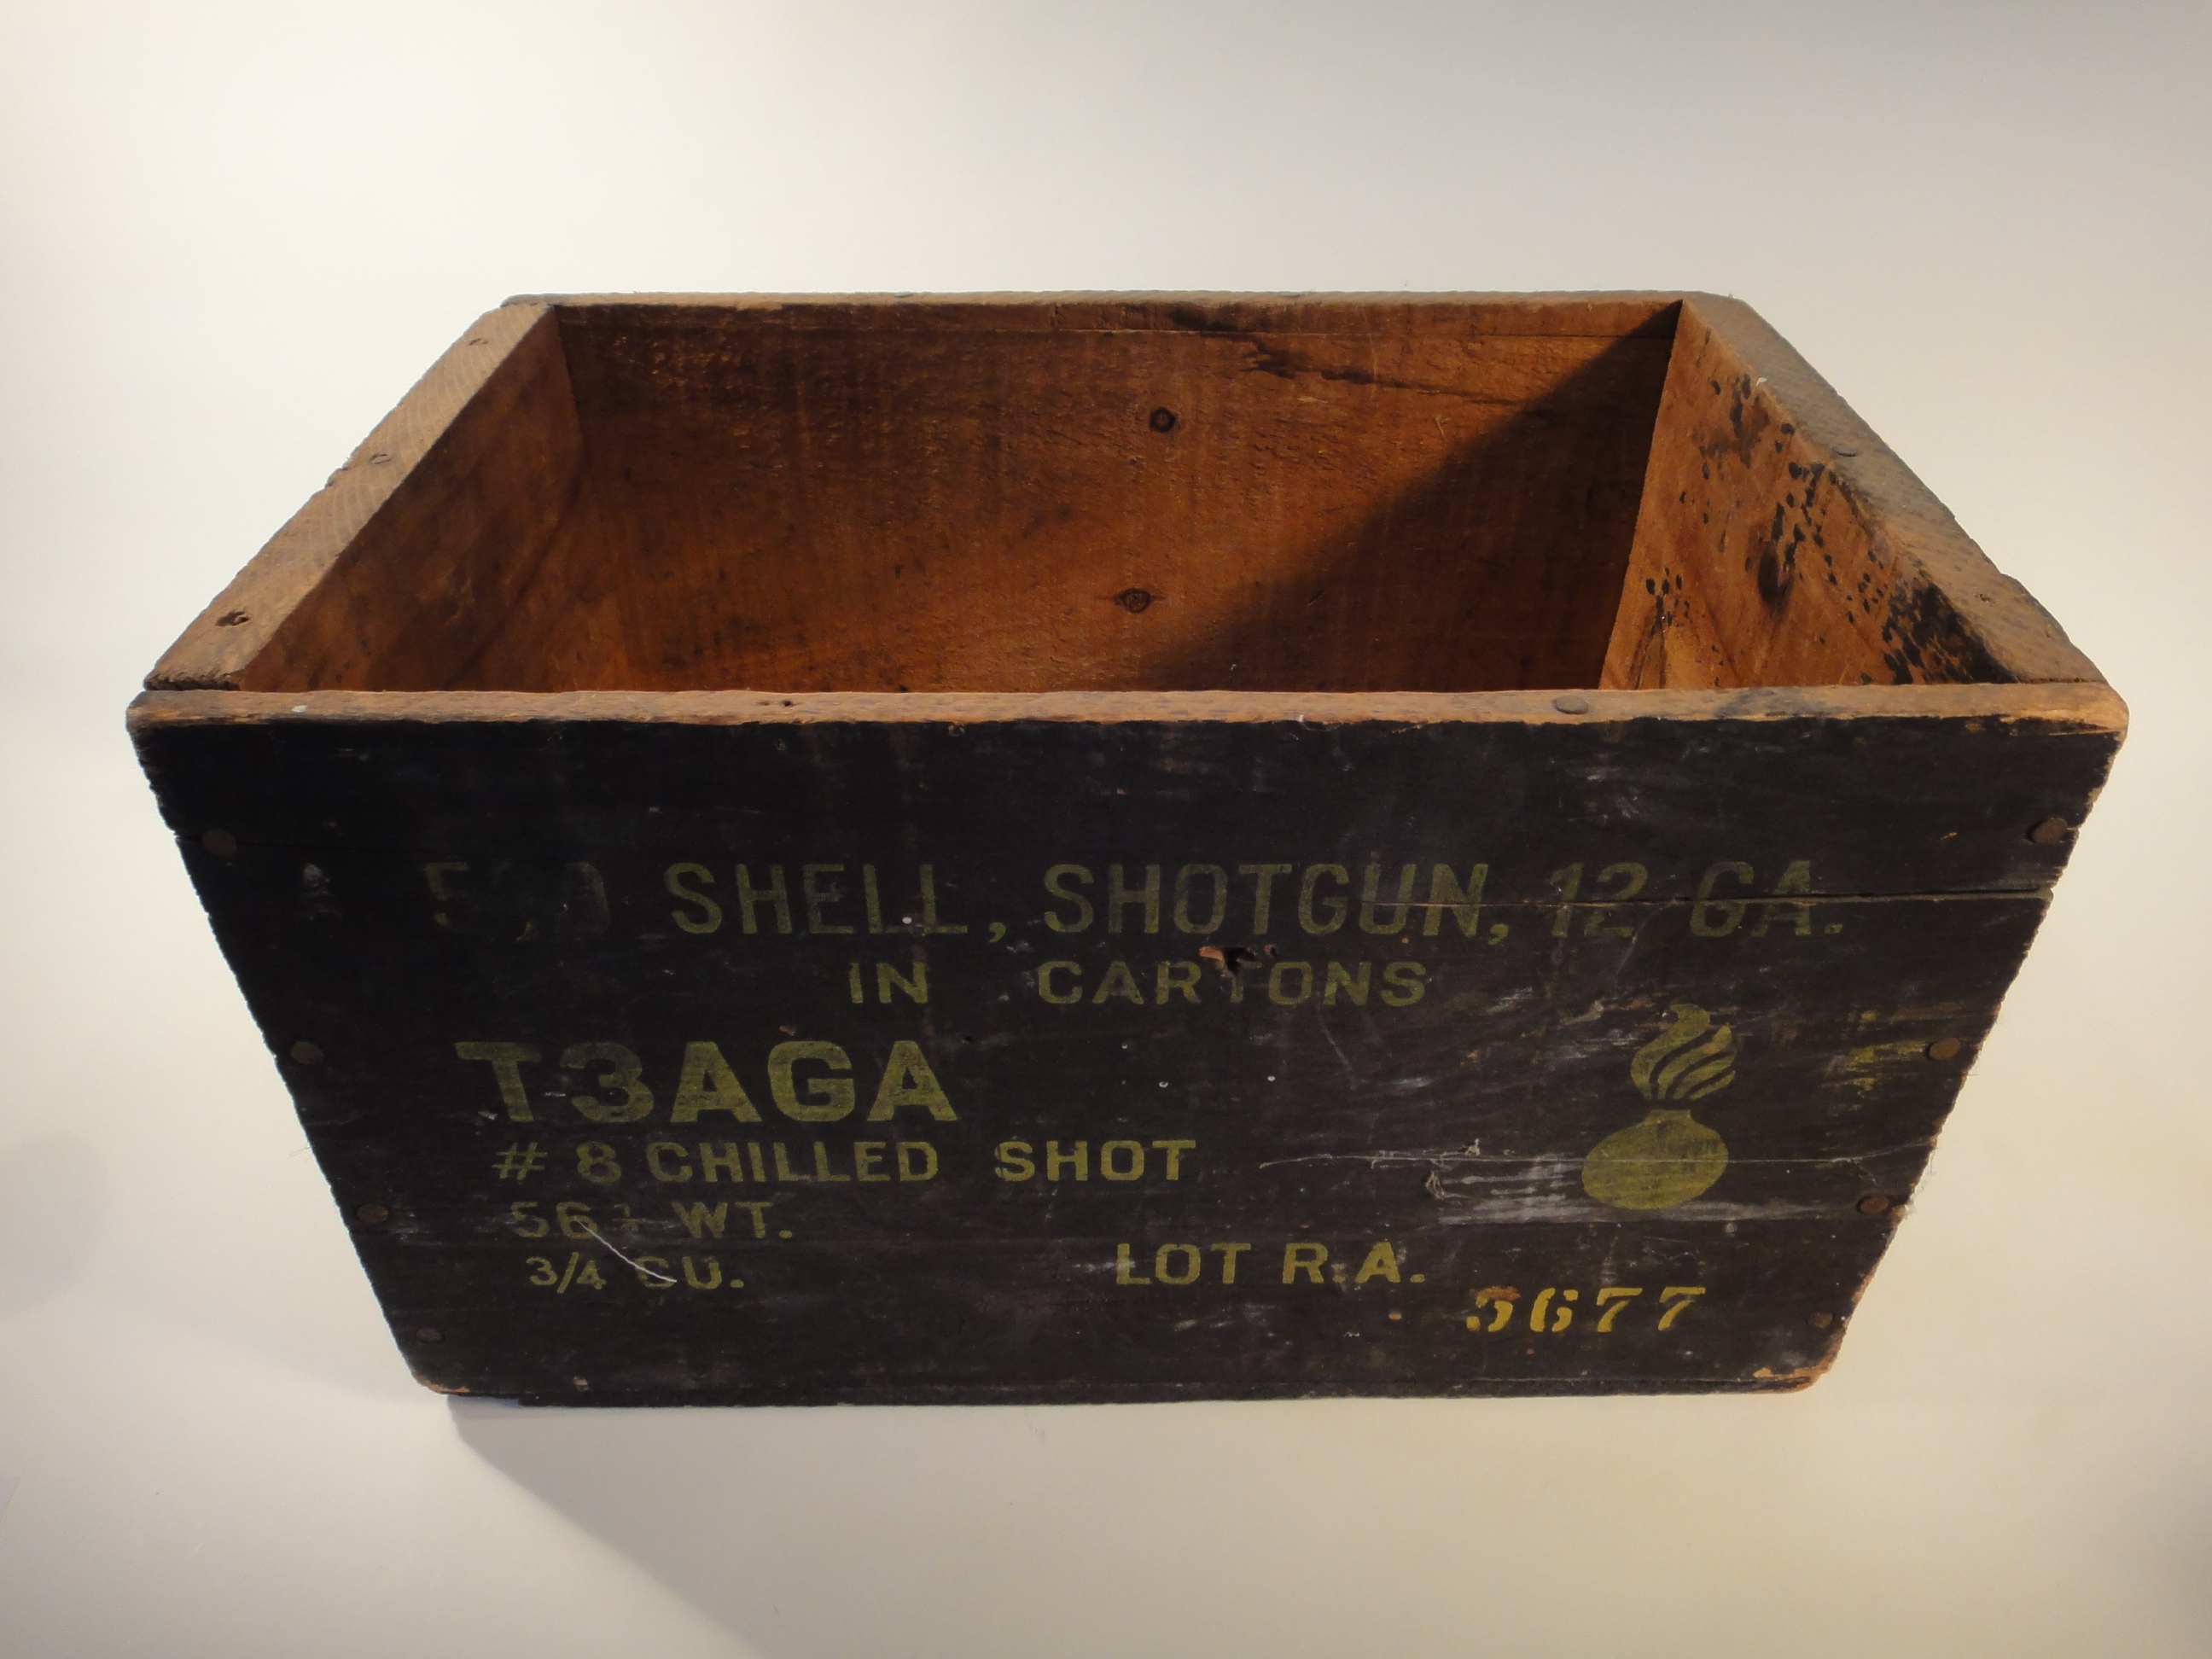 SHELL, SHOTGUN, 12 GA.
IN CARTONS
T3AGA
# 8 CHILLED SHOT
WT.
3/4 CU.
LOT R.A.
5677